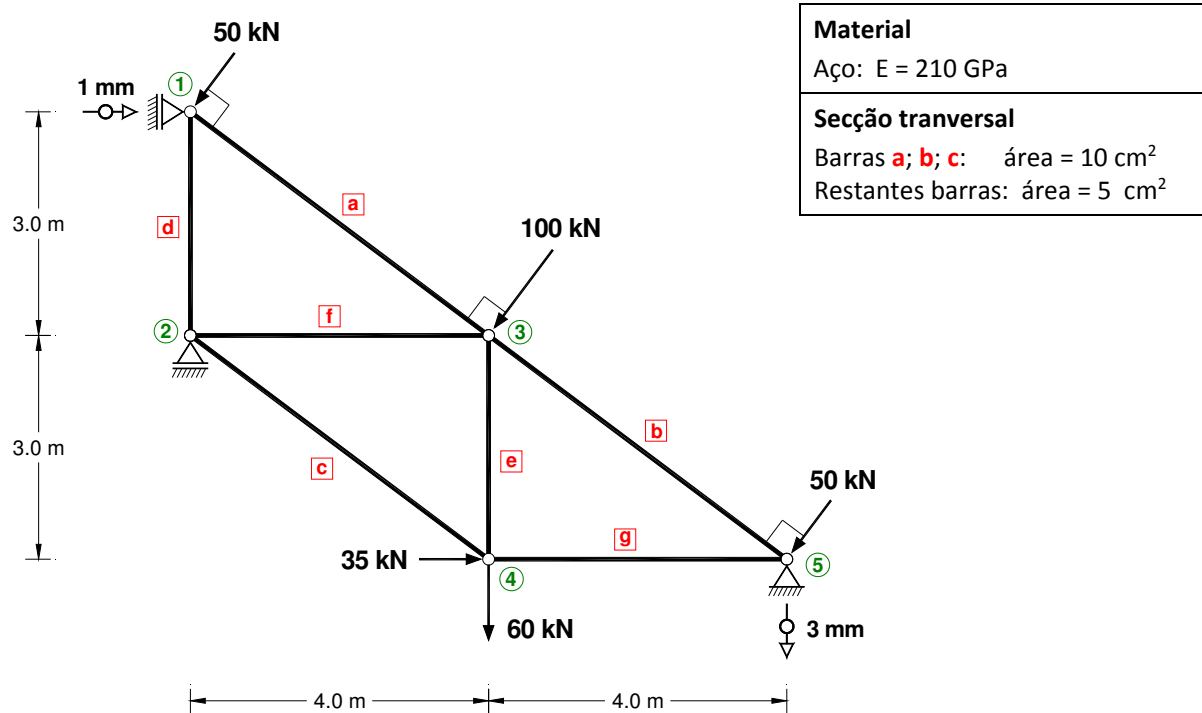 50 kN
1
1 mm
Material
Aço: E = 210 GPa
Secção tranversal
Barras a; b; c: área = 10 cm²
Restantes barras: área = 5 cm²
3.0 m
d
a
100 kN
2
f
3
3.0 m
c
e
b
50 kN
35 kN
g
4
5
60 kN
3 mm
4.0 m
4.0 m